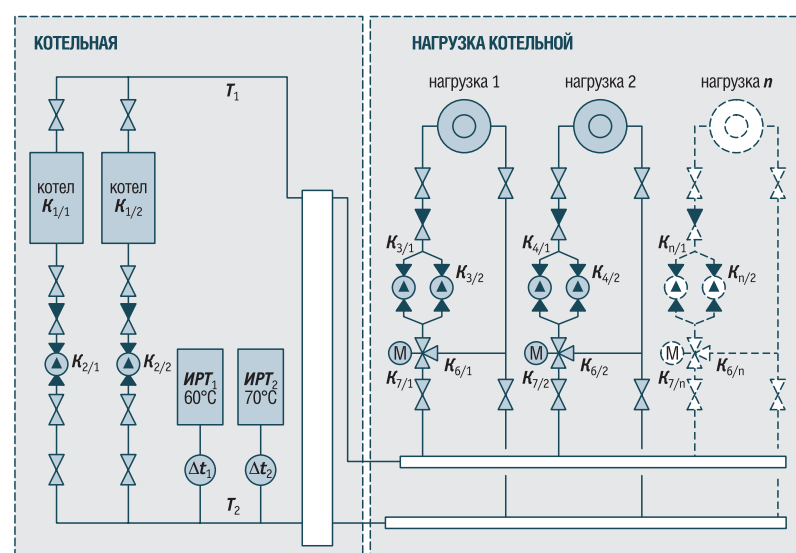 КОТЕЛЬНАЯ
НАГРУЗКА КОТЕЛЬНОЙ
T₁
нагрузка 1
нагрузка 2
нагрузка n
котел
K₁/₁
котел
K₁/₂
K₃/₁
K₃/₂
K₄/₁
K₄/₂
Kₙ/₁
Kₙ/₂
K₂/₁
K₂/₂
ИРТ₁
60°C
ИРТ₂
70°C
M
K₆/₁
K₇/₁
M
K₆/₂
K₇/₂
M
K₆/ₙ
K₇/ₙ
Δt₁
Δt₂
T₂